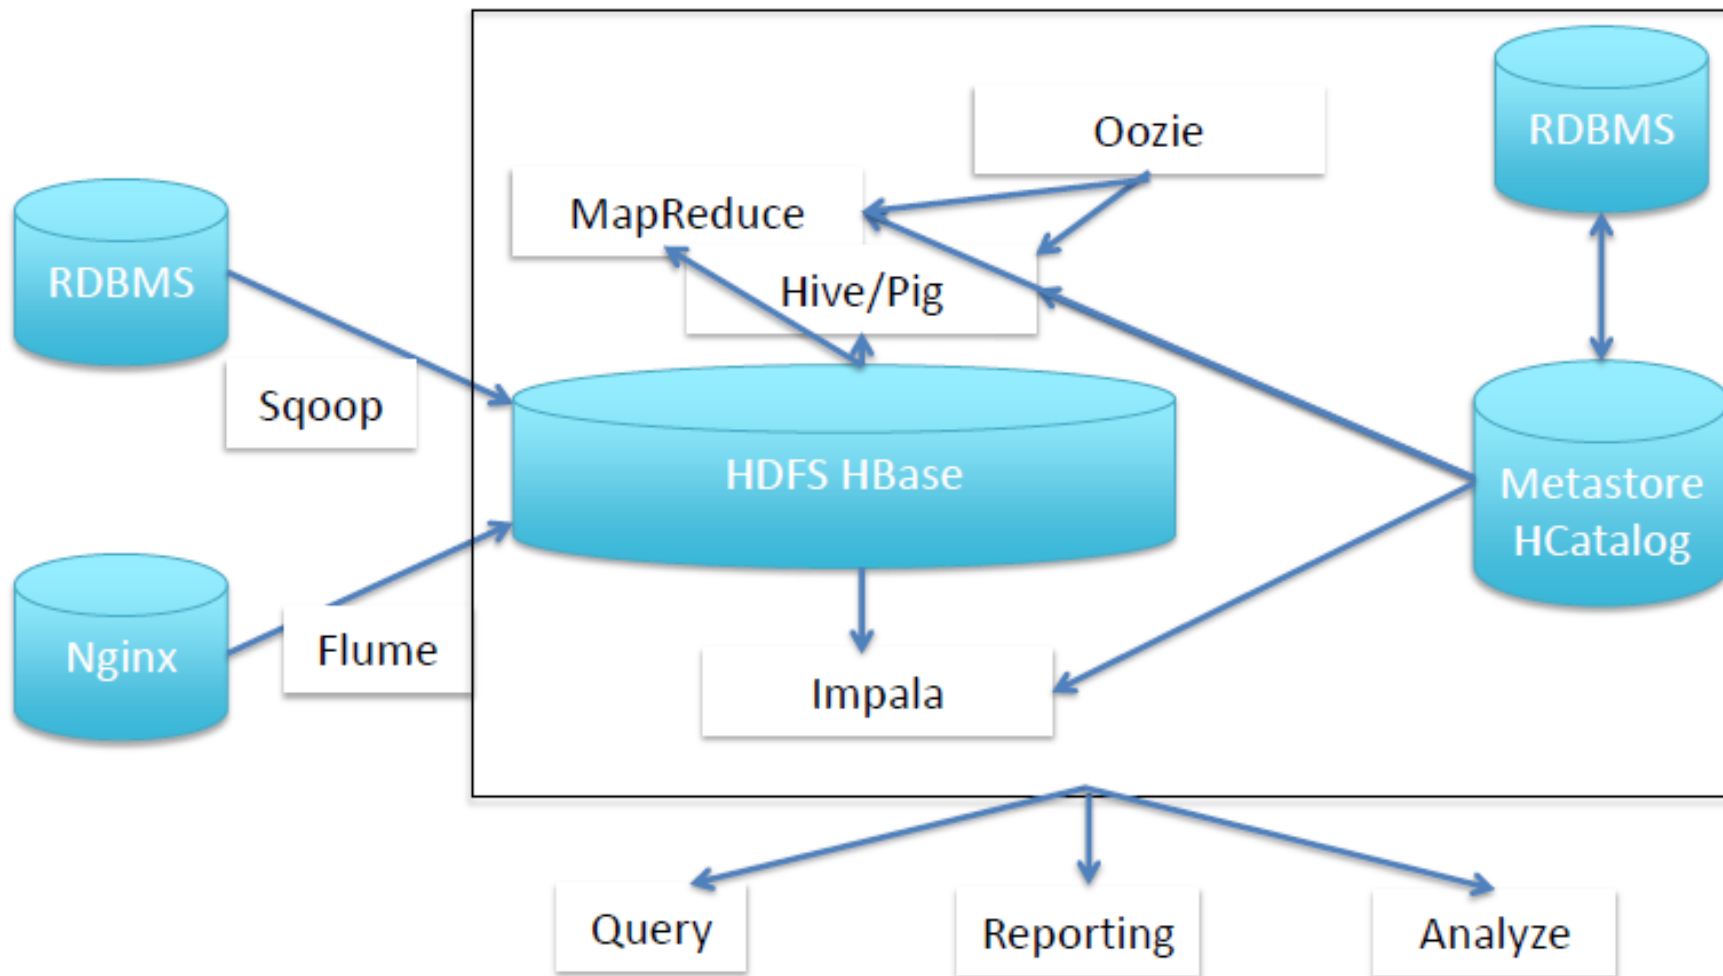 Oozie
RDBMS
MapReduce
RDBMS
Hive/Pig
Sqoop
HDFS HBase
Metastore
HCatalog
Nginx
Flume
Impala
Query
Reporting
Analyze